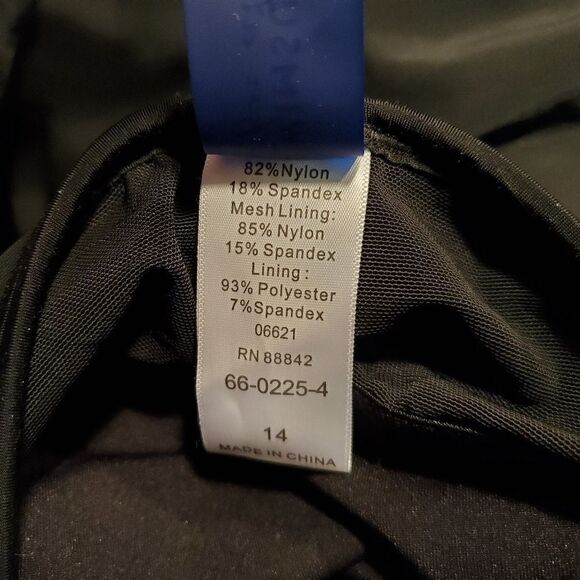 82%Nylon
18% Spandex
Mesh Lining:
85% Nylon
15% Spandex
Lining :
93% Polyester
7%Spandex
06621
RN 88842
66-0225-4
14
MADE IN CHINA